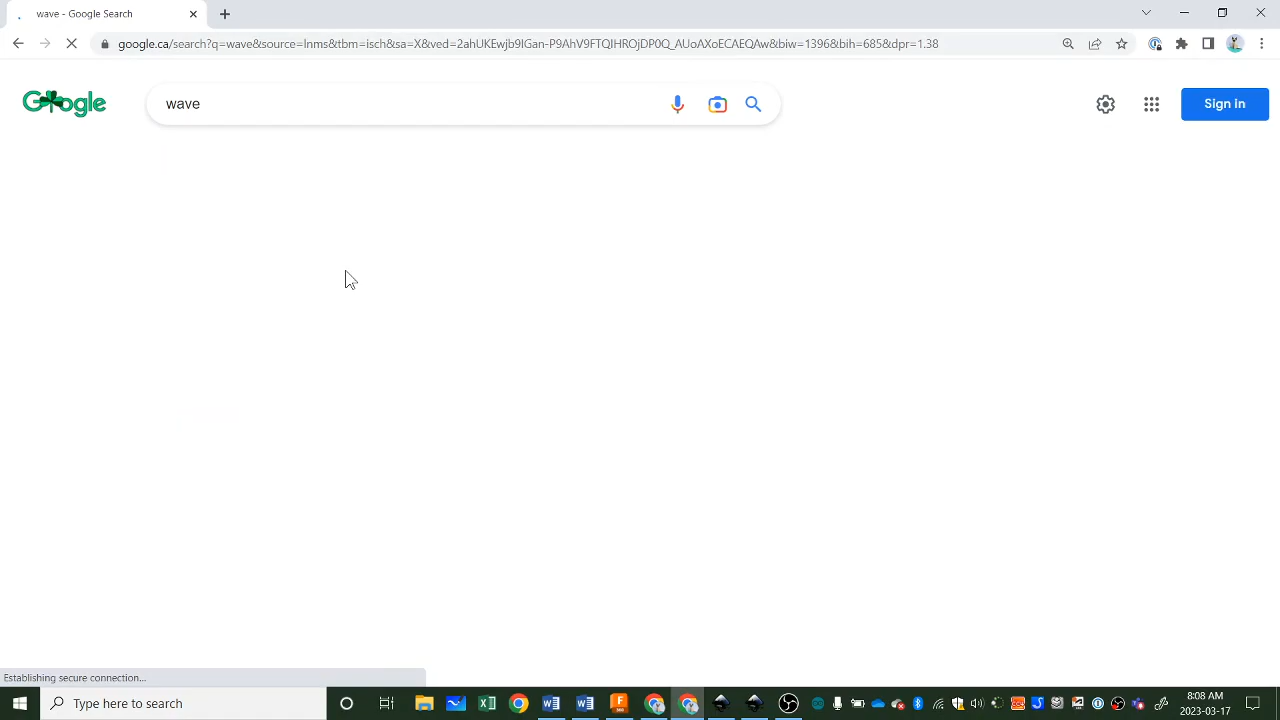 wave - Google Search
google.ca/search?q=wave&source=lnms&tbm=isch&sa=X&ved=2ahUKEwjb9IGan-P9AhV9FTQIHROjDP0Q_AUoAXoECAEQAw&biw=1396&bih=685&dpr=1.38
Google
wave
Sign in
Establishing secure connection...
Type here to search
8:08 AM
2023-03-17